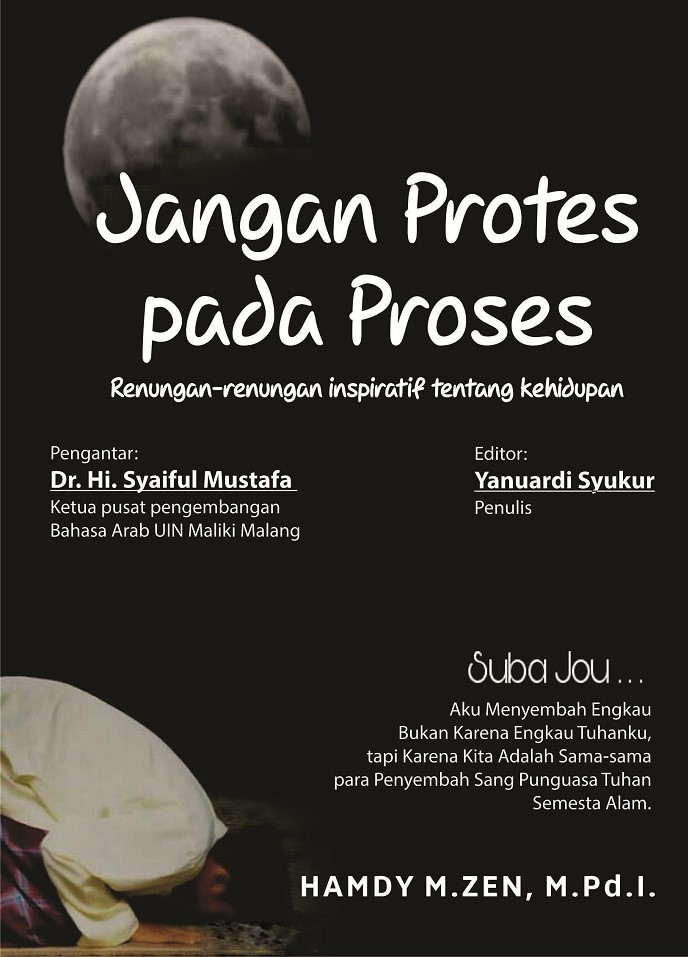 Jangan Protes
pada Proses
Renungan-renungan inspiratif tentang kehidupan
Pengantar:
Dr. Hi. Syaiful Mustafa
Ketua pusat pengembangan
Bahasa Arab UIN Maliki Malang
Editor:
Yanuardi Syukur
Penulis
Suba Jou ...
Aku Menyembah Engkau
Bukan Karena Engkau Tuhanku,
tapi Karena Kita Adalah Sama-sama
para Penyembah Sang Punguasa Tuhan
Semesta Alam.
HAMDY M.ZEN, M.Pd.I.